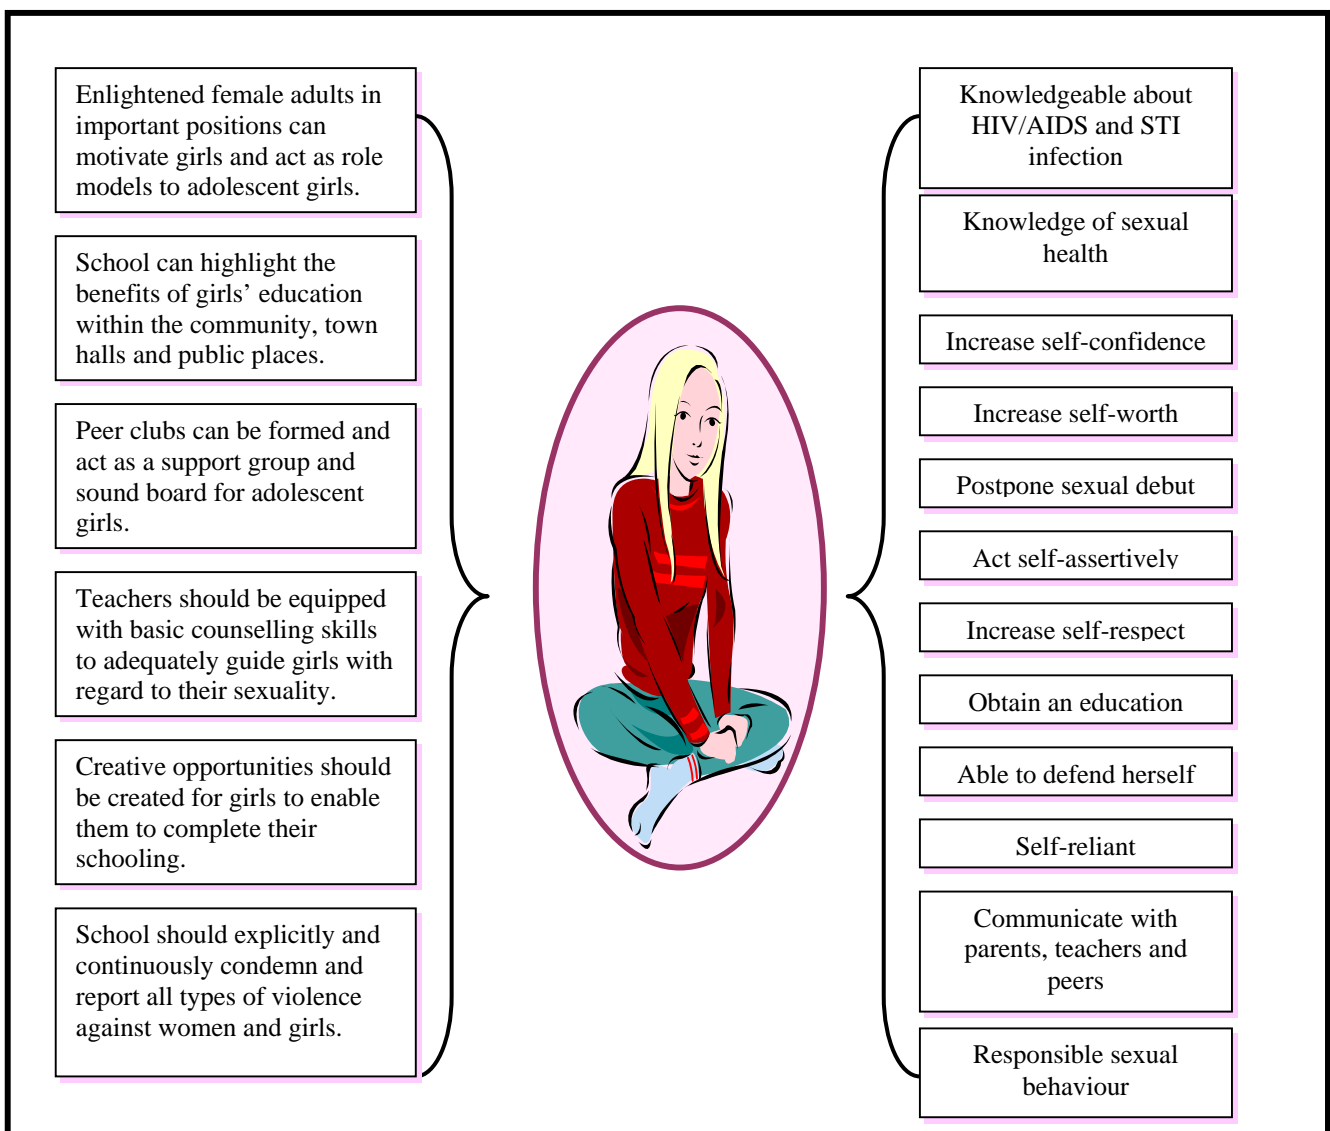 Enlightened female adults in
important positions can
motivate girls and act as role
models to adolescent girls.
School can highlight the
benefits of girls’ education
within the community, town
halls and public places.
Peer clubs can be formed and
act as a support group and
sound board for adolescent
girls.
Teachers should be equipped
with basic counselling skills
to adequately guide girls with
regard to their sexuality.
Creative opportunities should
be created for girls to enable
them to complete their
schooling.
School should explicitly and
continuously condemn and
report all types of violence
against women and girls.
Knowledgeable about
HIV/AIDS and STI
infection
Knowledge of sexual
health
Increase self-confidence
Increase self-worth
Postpone sexual debut
Act self-assertively
Increase self-respect
Obtain an education
Able to defend herself
Self-reliant
Communicate with
parents, teachers and
peers
Responsible sexual
behaviour